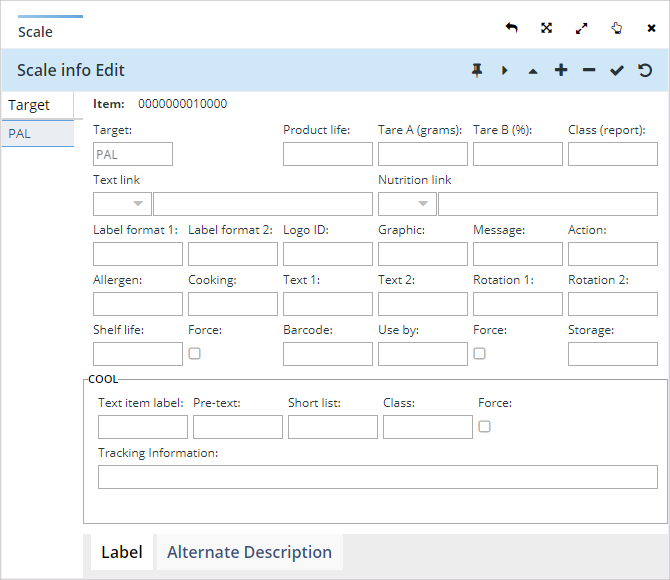 Scale
Scale info Edit
Target
PAL
Item: 0000000010000
Target: Product life: Tare A (grams): Tare B (%): Class (report):
PAL
Text link Nutrition link
Label format 1: Label format 2: Logo ID: Graphic: Message: Action:
Allergen: Cooking: Text 1: Text 2: Rotation 1: Rotation 2:
Shelf life: Force: Barcode: Use by: Force: Storage:
COOL
Text item label: Pre-text: Short list: Class: Force:
Tracking Information:
Label Alternate Description